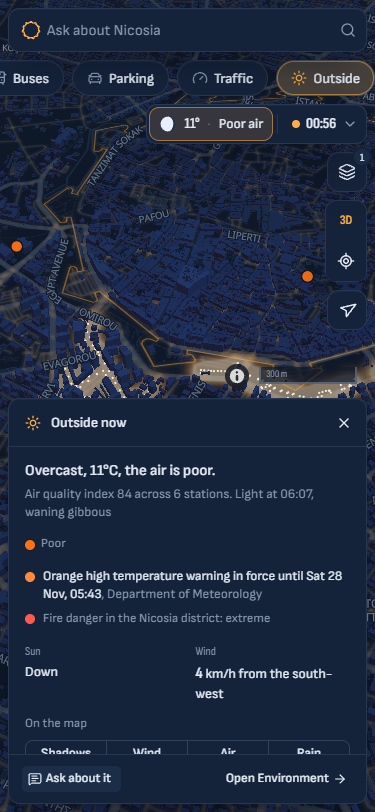 Ask about Nicosia
Buses
Parking
Traffic
Outside
11° · Poor air
00:56
TANZIMAT SOKAK
1
PAFOU
3D
LIPERTI
EGYPT AVENUE
OMIROU
EVAGOROU
300 m
Outside now
Overcast, 11°C, the air is poor.
Air quality index 84 across 6 stations. Light at 06:07,
waning gibbous
Poor
Orange high temperature warning in force until Sat 28
Nov, 05:43, Department of Meteorology
Fire danger in the Nicosia district: extreme
Sun
Wind
Down
4 km/h from the south-
west
On the map
Shadows
Wind
Air
Rain
Ask about it
Open Environment →